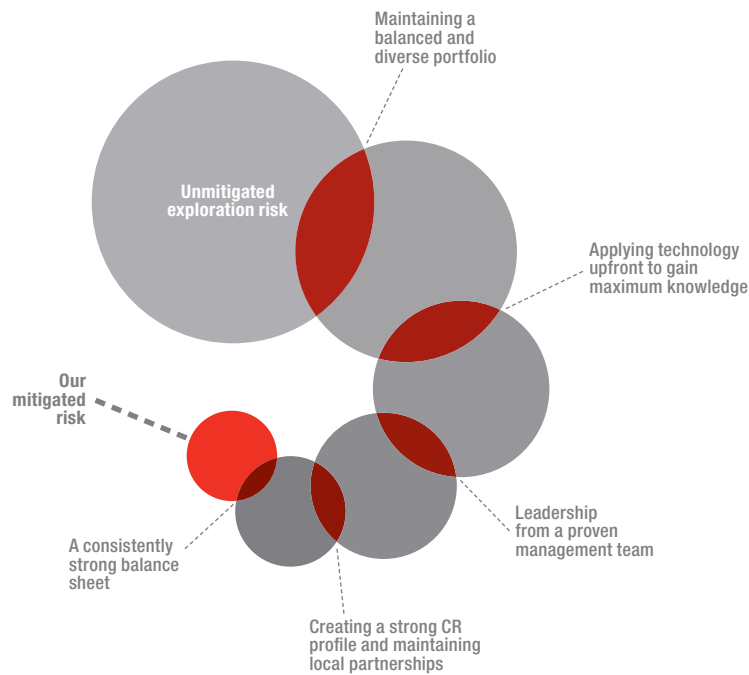 Maintaining a
balanced and
diverse portfolio
Unmitigated
exploration risk
Applying technology
upfront to gain
maximum knowledge
Our
mitigated
risk
Leadership
from a proven
management team
A consistently
strong balance
sheet
Creating a strong CR
profile and maintaining
local partnerships